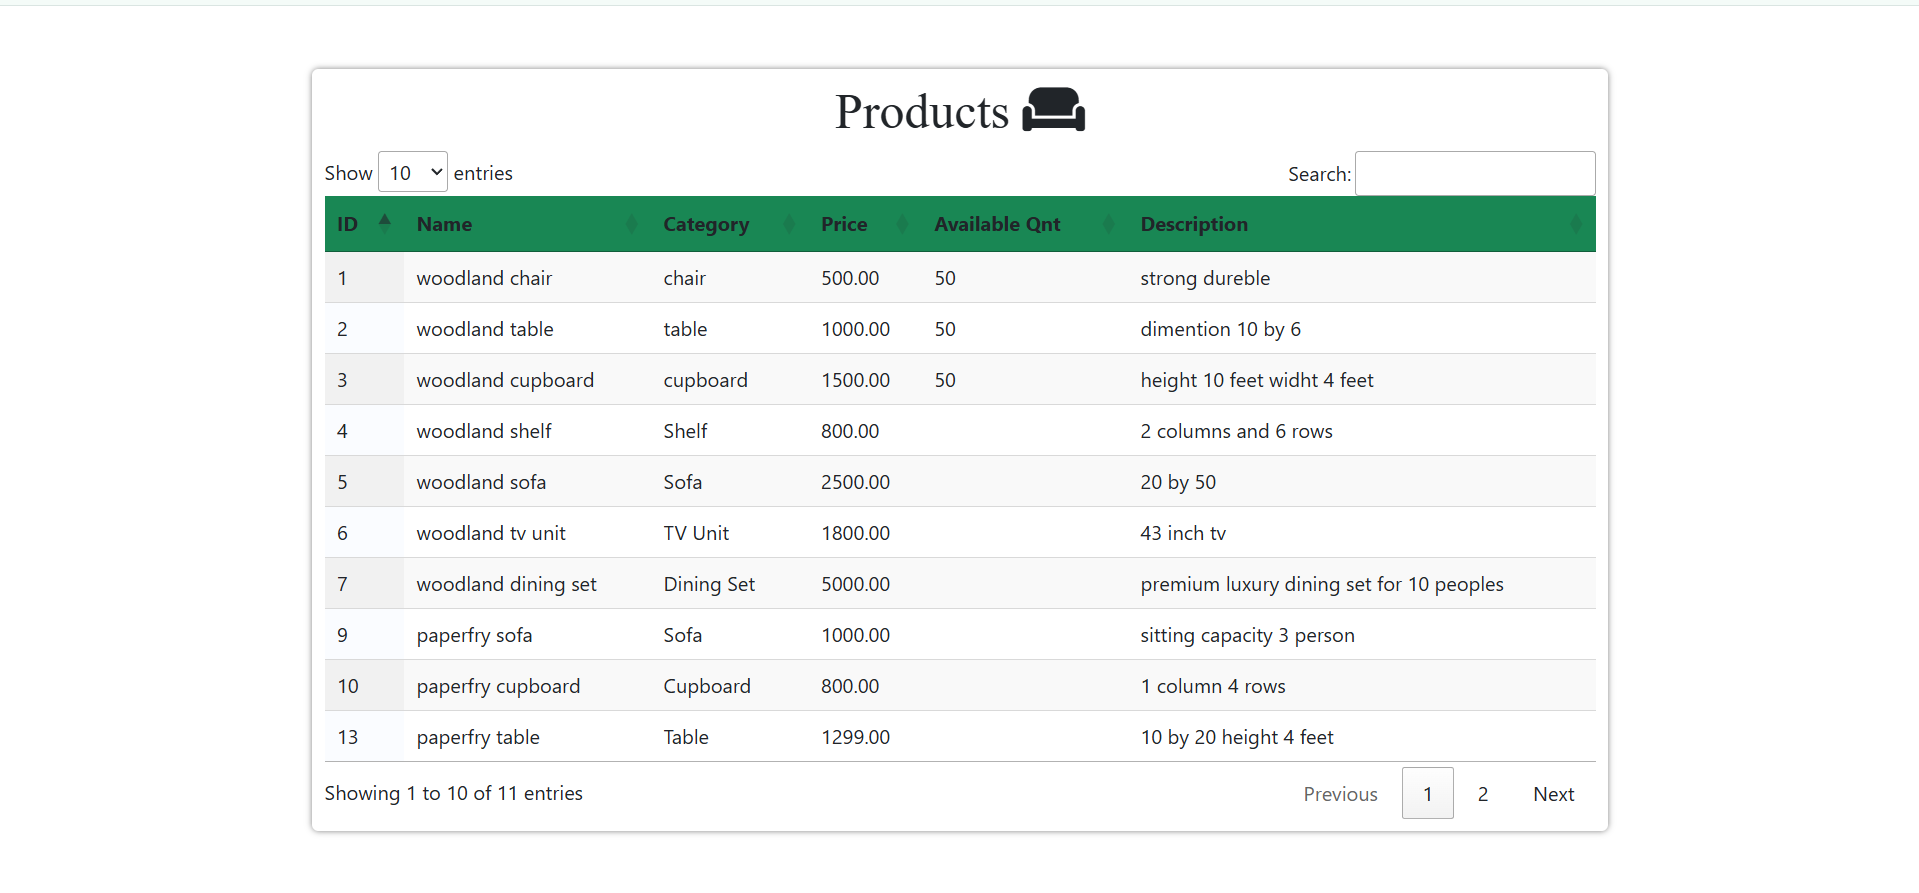 Products
Show 10 entries Search:
ID Name Category Price Available Qnt Description
1 woodland chair chair 500.00 50 strong dureble
2 woodland table table 1000.00 50 dimention 10 by 6
3 woodland cupboard cupboard 1500.00 50 height 10 feet widht 4 feet
4 woodland shelf Shelf 800.00 2 columns and 6 rows
5 woodland sofa Sofa 2500.00 20 by 50
6 woodland tv unit TV Unit 1800.00 43 inch tv
7 woodland dining set Dining Set 5000.00 premium luxury dining set for 10 peoples
9 paperfry sofa Sofa 1000.00 sitting capacity 3 person
10 paperfry cupboard Cupboard 800.00 1 column 4 rows
13 paperfry table Table 1299.00 10 by 20 height 4 feet
Showing 1 to 10 of 11 entries Previous 1 2 Next